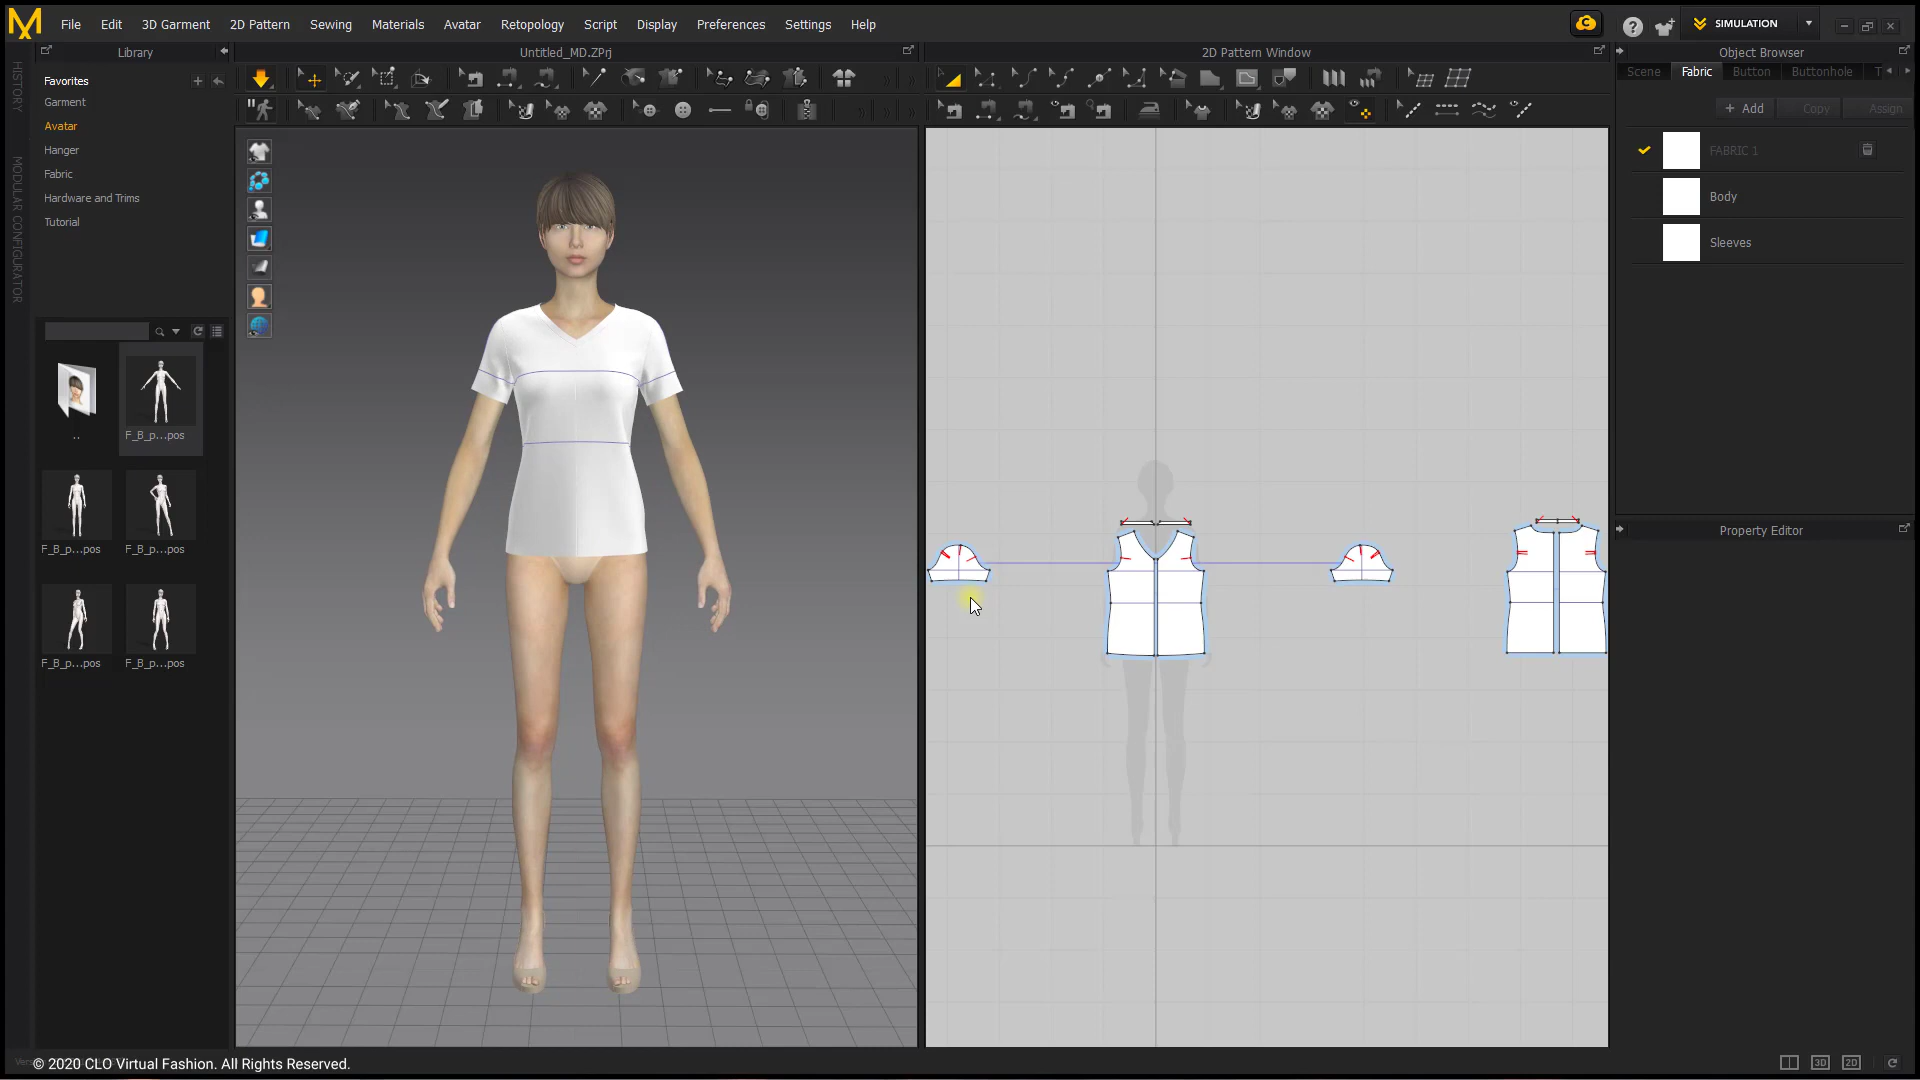 File Edit 3D Garment 2D Pattern Sewing Materials Avatar Retopology Script Display Preferences Settings Help
SIMULATION
Library
Untitled_MD.ZPrj
2D Pattern Window
Object Browser
HISTORY
MODULAR CONFIGURATOR
Favorites
Garment
Avatar
Hanger
Fabric
Hardware and Trims
Tutorial
..
F_B_p...pos
F_B_p...pos
F_B_p...pos
F_B_p...pos
F_B_p...pos
Scene Fabric Button Buttonhole T
+ Add Copy Assign
FABRIC 1
Body
Sleeves
Property Editor
3D
2D
© 2020 CLO Virtual Fashion. All Rights Reserved.